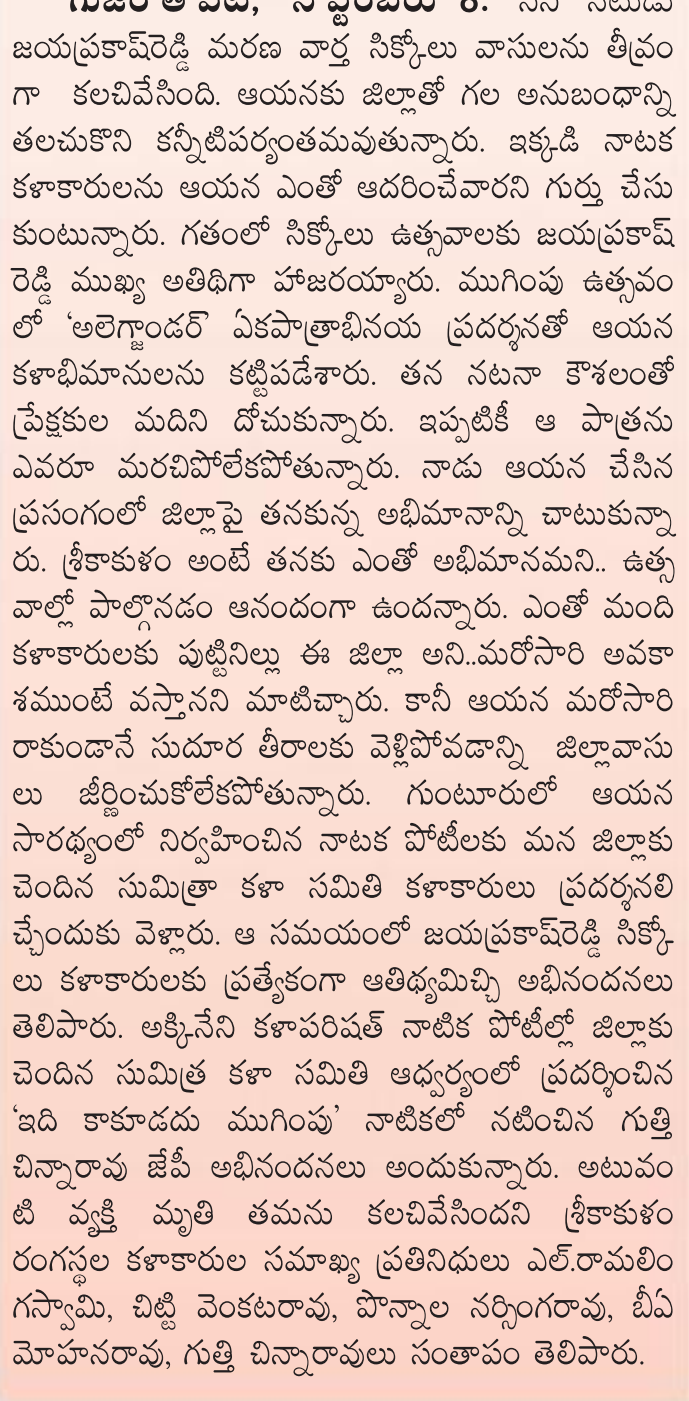 జయప్రకాష్‌రెడ్డి మరణ వార్త సిక్కోలు వాసులను తీవ్రం
గా కలచివేసింది. ఆయనకు జిల్లాతో గల అనుబంధాన్ని
తలచుకొని కన్నీటిపర్యంతమవుతున్నారు. ఇక్కడి నాటక
కళాకారులను ఆయన ఎంతో ఆదరించేవారని గుర్తు చేసు
కుంటున్నారు. గతంలో సిక్కోలు ఉత్సవాలకు జయప్రకాష్
రెడ్డి ముఖ్య అతిథిగా హాజరయ్యారు. ముగింపు ఉత్సవం
లో 'అలెగ్జాండర్' ఏకపాత్రాభినయ ప్రదర్శనతో ఆయన
కళాభిమానులను కట్టిపడేశారు. తన నటనా కౌశలంతో
ప్రేక్షకుల మదిని దోచుకున్నారు. ఇప్పటికీ ఆ పాత్రను
ఎవరూ మరచిపోలేకపోతున్నారు. నాడు ఆయన చేసిన
ప్రసంగంలో జిల్లాపై తనకున్న అభిమానాన్ని చాటుకున్నా
రు. శ్రీకాకుళం అంటే తనకు ఎంతో అభిమానమని.. ఉత్స
వాల్లో పాల్గొనడం ఆనందంగా ఉందన్నారు. ఎంతో మంది
కళాకారులకు పుట్టినిల్లు ఈ జిల్లా అని..మరోసారి అవకా
శముంటే వస్తానని మాటిచ్చారు. కానీ ఆయన మరోసారి
రాకుండానే సుదూర తీరాలకు వెళ్లిపోవడాన్ని జిల్లావాసు
లు జీర్ణించుకోలేకపోతున్నారు. గుంటూరులో ఆయన
సారథ్యంలో నిర్వహించిన నాటక పోటీలకు మన జిల్లాకు
చెందిన సుమిత్రా కళా సమితి కళాకారులు ప్రదర్శనలి
చ్చేందుకు వెళ్లారు. ఆ సమయంలో జయప్రకాష్‌రెడ్డి సిక్కో
లు కళాకారులకు ప్రత్యేకంగా ఆతిథ్యమిచ్చి అభినందనలు
తెలిపారు. అక్కినేని కళాపరిషత్ నాటిక పోటీల్లో జిల్లాకు
చెందిన సుమిత్ర కళా సమితి ఆధ్వర్యంలో ప్రదర్శించిన
'ఇది కాకూడదు ముగింపు' నాటికలో నటించిన గుత్తి
చిన్నారావు జేపీ అభినందనలు అందుకున్నారు. అటువం
టి వ్యక్తి మృతి తమను కలచివేసిందని శ్రీకాకుళం
రంగస్థల కళాకారుల సమాఖ్య ప్రతినిధులు ఎల్.రామలిం
గస్వామి, చిట్టి వెంకటరావు, పొన్నాల నర్సింగరావు, బీఏ
మోహనరావు, గుత్తి చిన్నారావులు సంతాపం తెలిపారు.